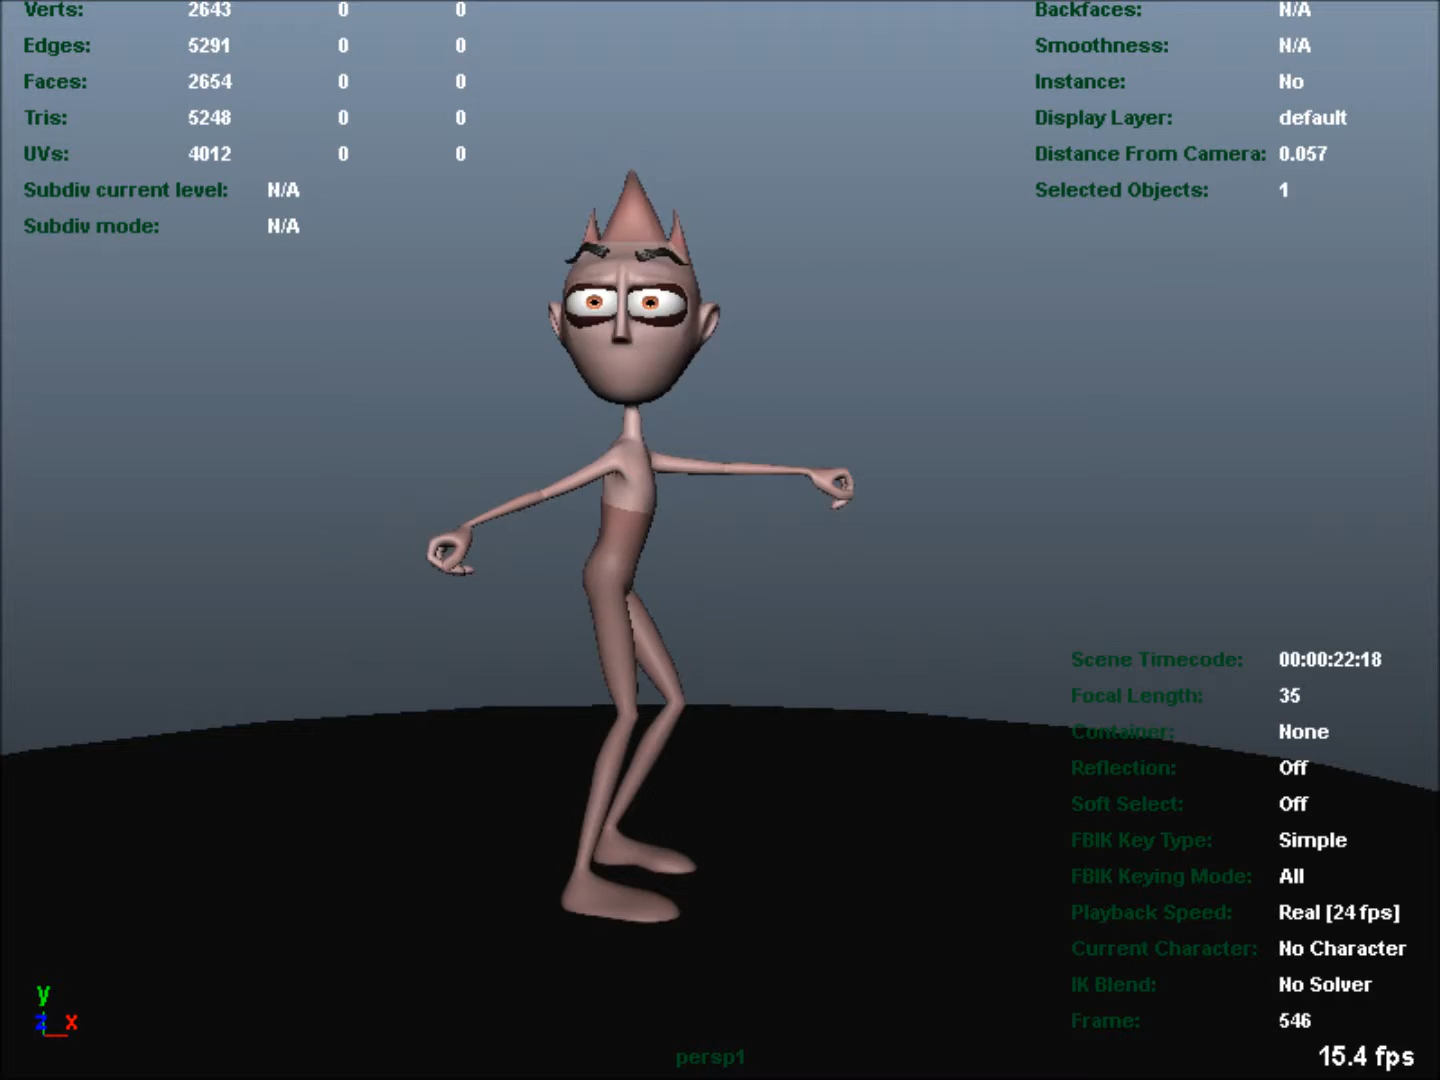 Verts: 2643 0 0
Edges: 5291 0 0
Faces: 2654 0 0
Tris: 5248 0 0
UVs: 4012 0 0
Subdiv current level: N/A
Subdiv mode: N/A
Backfaces: N/A
Smoothness: N/A
Instance: No
Display Layer: default
Distance From Camera: 0.057
Selected Objects: 1
Scene Timecode: 00:00:22:18
Focal Length: 35
Container: None
Reflection: Off
Soft Select: Off
FBIK Key Type: Simple
FBIK Keying Mode: All
Playback Speed: Real [24 fps]
Current Character: No Character
IK Blend: No Solver
Frame: 546
15.4 fps
y
z x
persp1